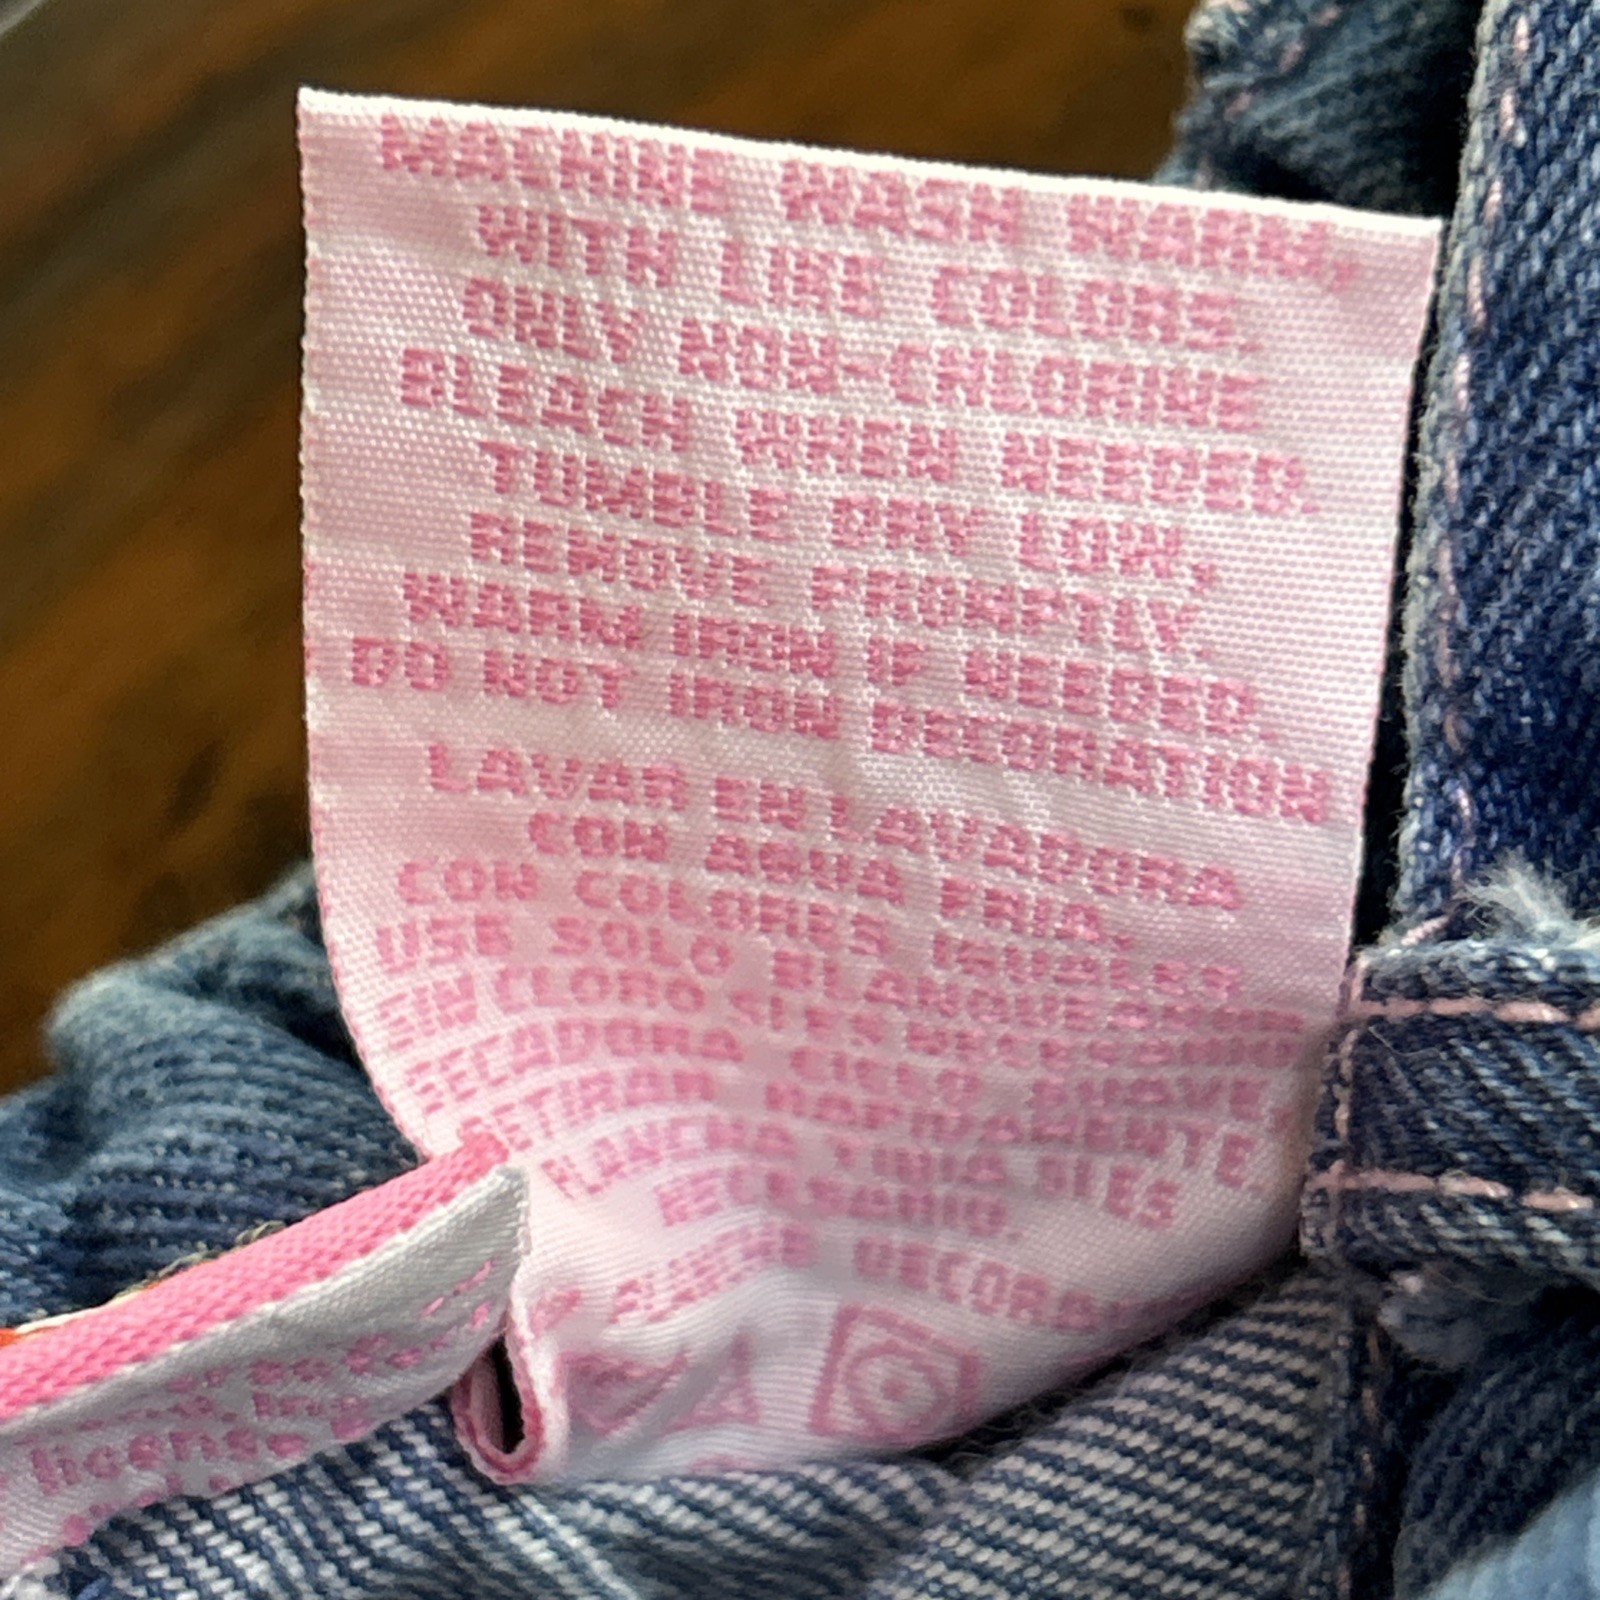 MACHINE WASH WARM,
WITH LIKE COLORS.
ONLY NON-CHLORINE
BLEACH WHEN NEEDED.
TUMBLE DRY LOW,
REMOVE PROMPTLY.
WARM IRON IF NEEDED.
DO NOT IRON DECORATION
LAVAR EN LAVADORA
CON AGUA FRIA,
CON COLORES IGUALES
USE SOLO BLANQUEADOR
SIN CLORO SI ES NECESARIO
SECADORA CICLO SUAVE,
RETIRAR RAPIDAMENTE.
PLANCHA TIBIA SI ES
NECESARIO.
license